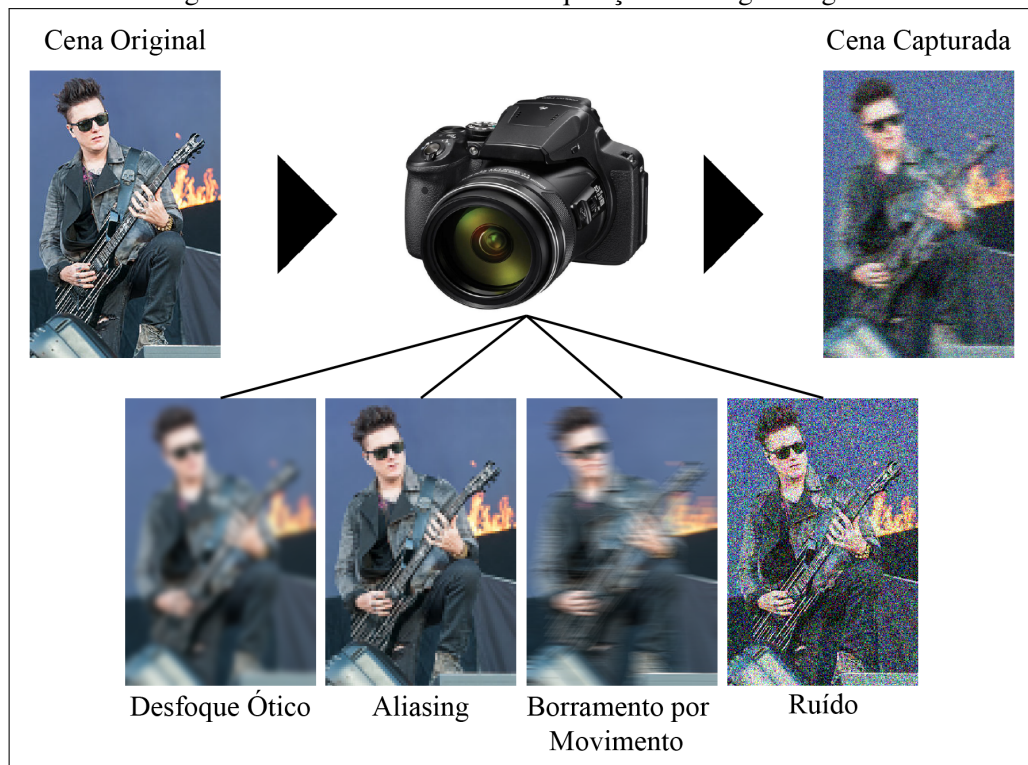 Cena Original
Cena Capturada
Desfoque Ótico
Aliasing
Borramento por
Movimento
Ruído